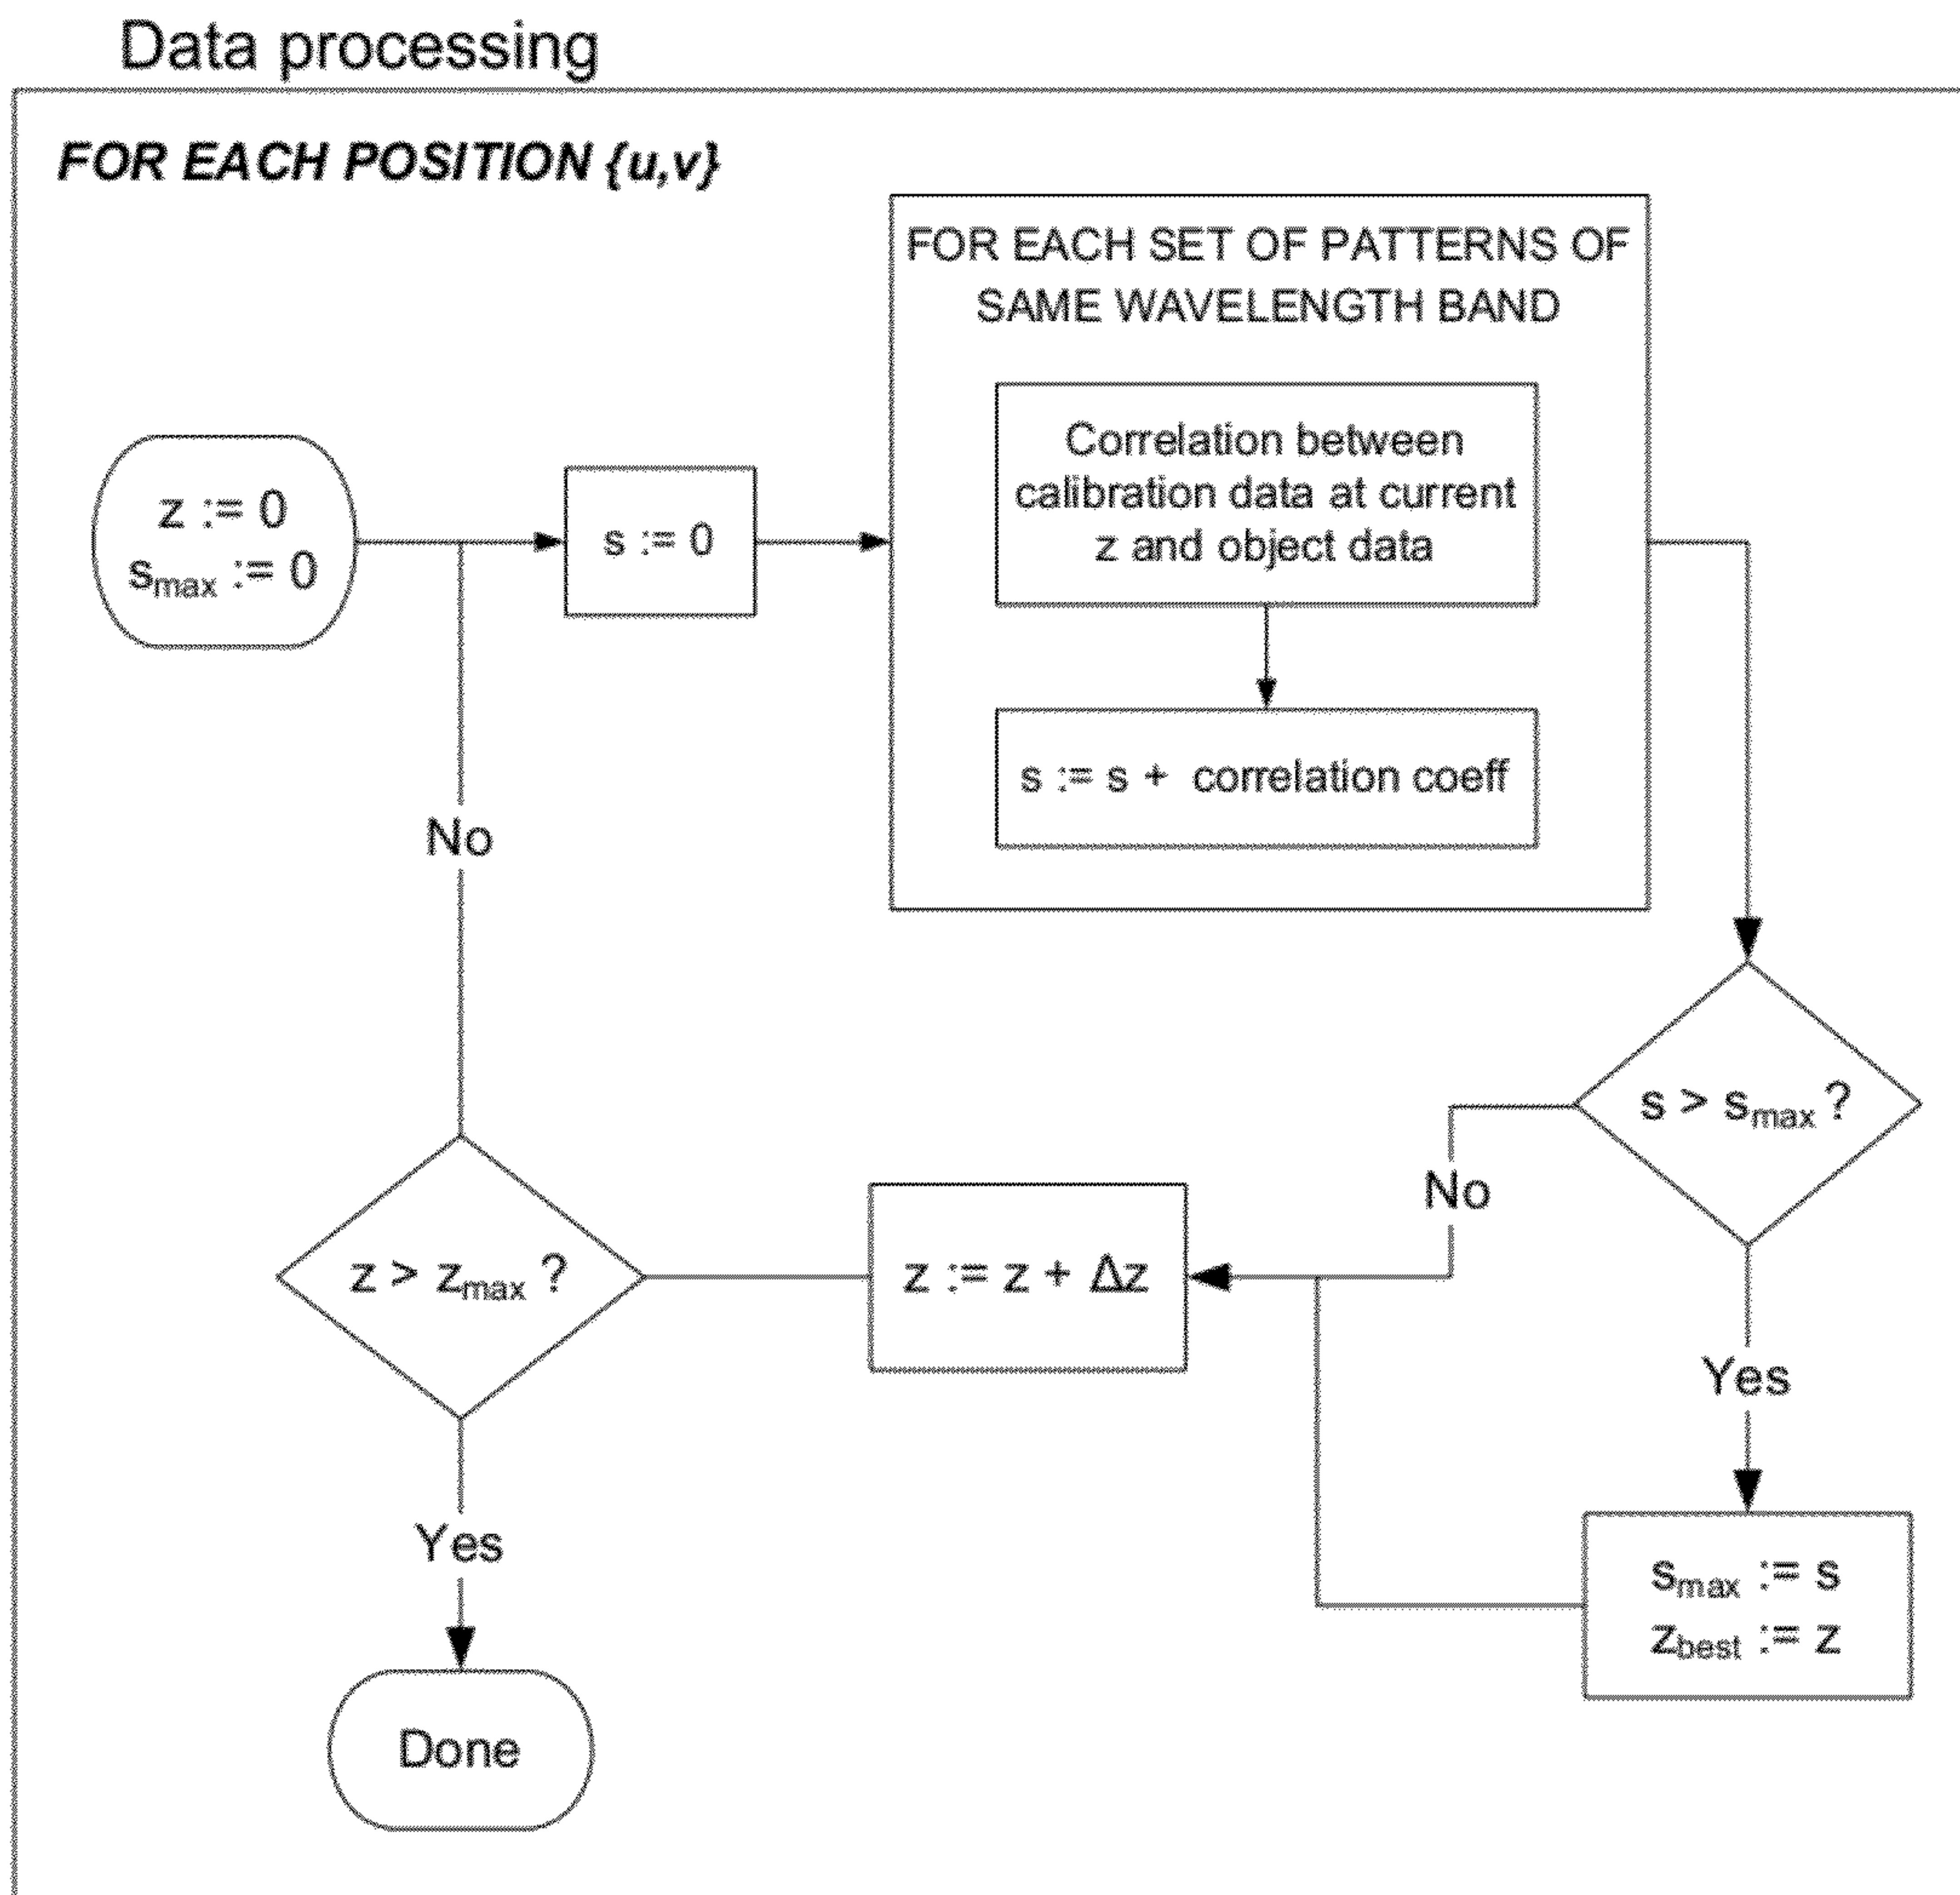 Data processing
FOR EACH POSITION {u,v}
FOR EACH SET OF PATTERNS OF
SAME WAVELENGTH BAND
z := 0
smax := 0
s := 0
Correlation between
calibration data at current
z and object data
s := s + correlation coeff
No
s > smax ?
No
z > zmax ?
z := z + Δz
Yes
Yes
smax := s
zbest := z
Done